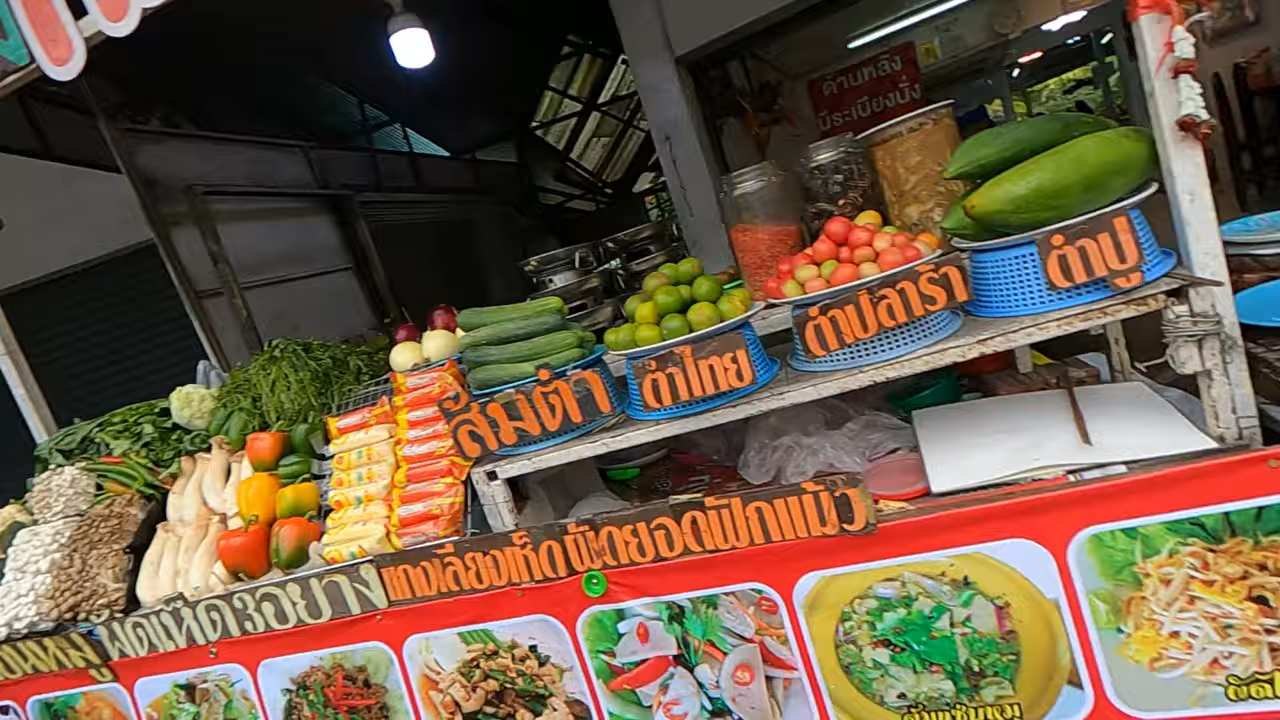 ด้านหลัง
มีระเบียงนั่ง
ส้มตำ
ตำไทย
ตำปลาร้า
ตำปู
แกงเลียงเห็ด ผัดยอดฟักแม้ว
ผัดเห็ด3อย่าง